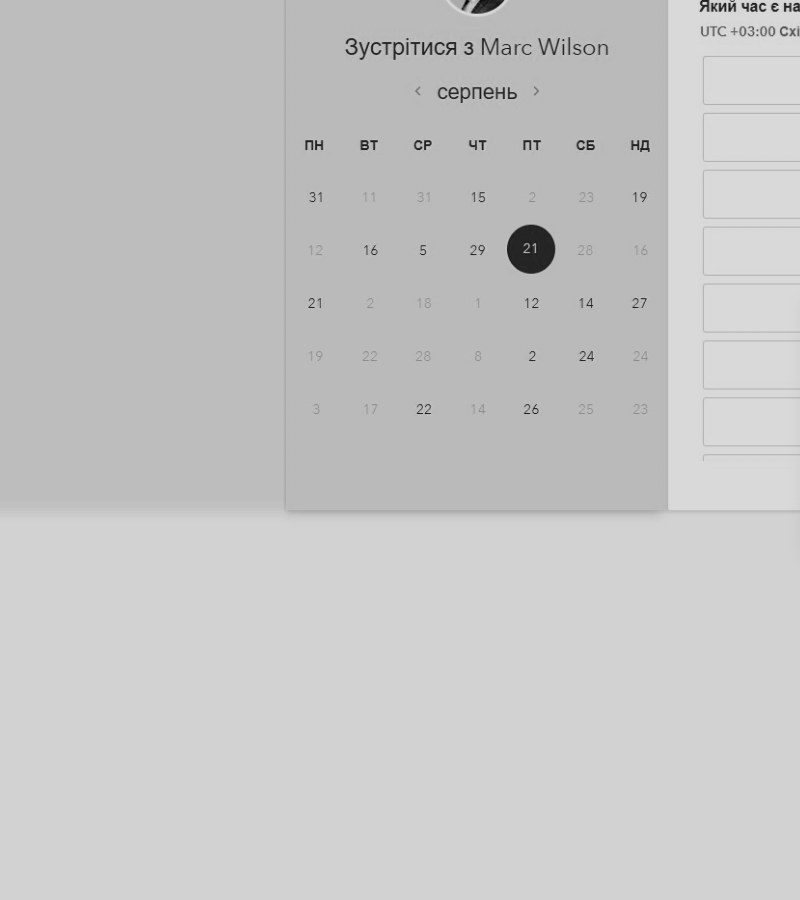 Зустрітися з Marc Wilson
серпень
ПН ВТ СР ЧТ ПТ СБ НД
31 11 31 15 2 23 19
12 16 5 29 21 28 16
21 2 18 1 12 14 27
19 22 28 8 2 24 24
3 17 22 14 26 25 23
Який час є на
UTC +03:00 Схі